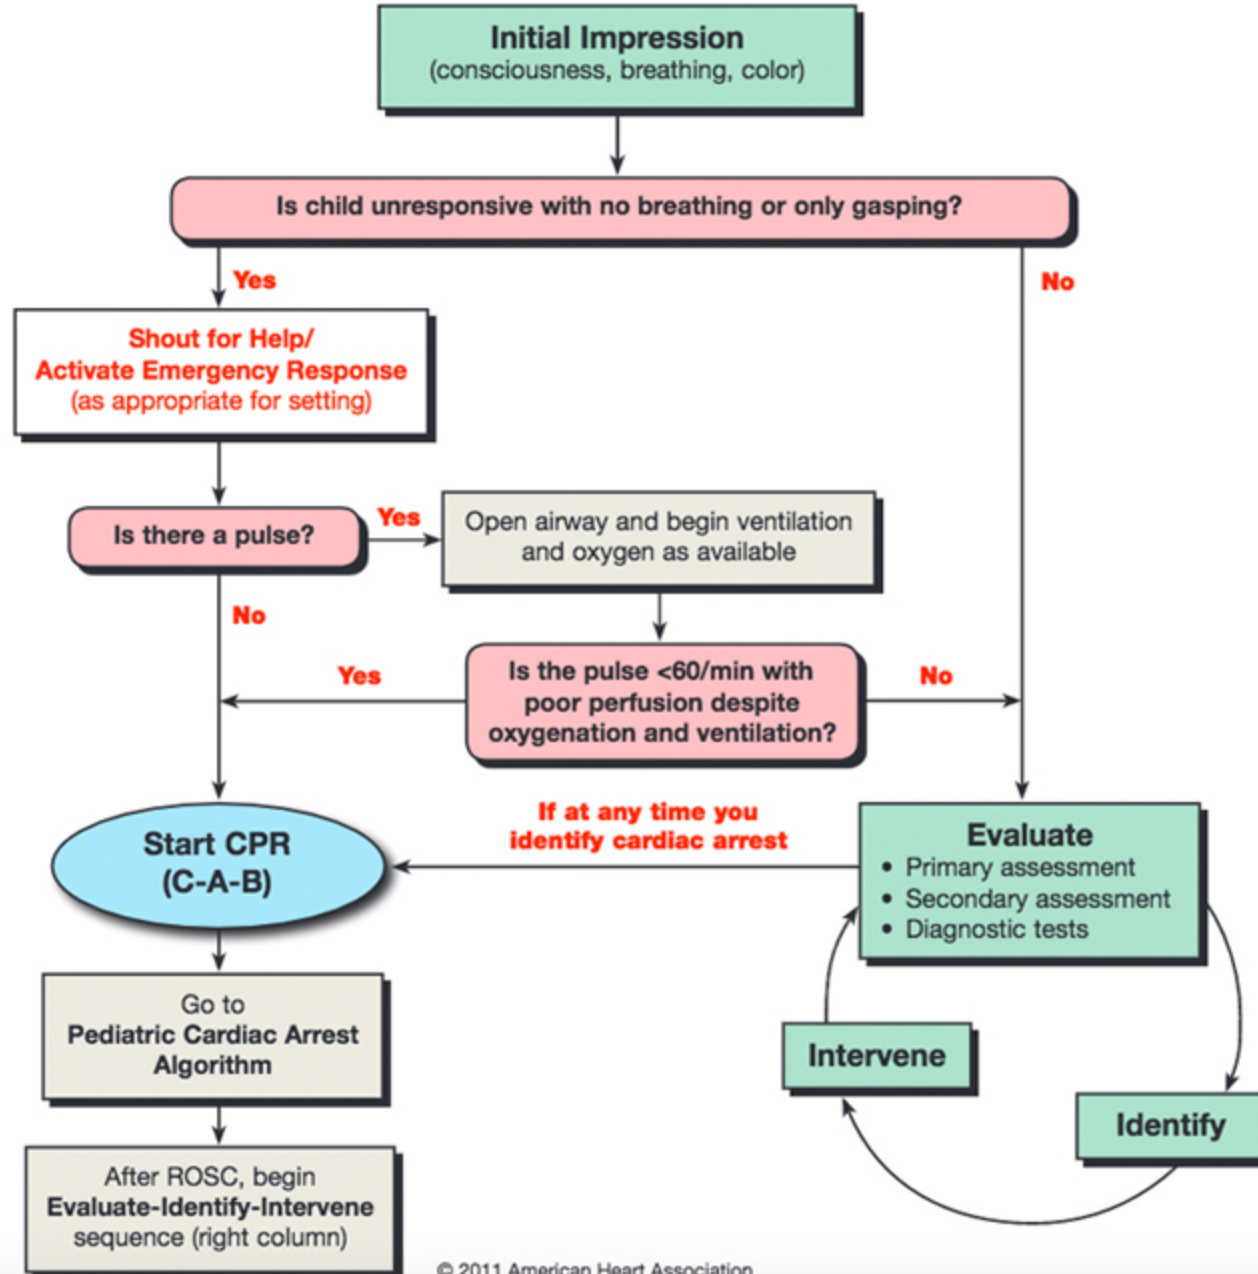 Initial Impression
(consciousness, breathing, color)
Is child unresponsive with no breathing or only gasping?
Yes
No
Shout for Help/
Activate Emergency Response
(as appropriate for setting)
Is there a pulse?
Yes
Open airway and begin ventilation
and oxygen as available
No
Yes
Is the pulse <60/min with
poor perfusion despite
oxygenation and ventilation?
No
Start CPR
(C-A-B)
If at any time you
identify cardiac arrest
Evaluate
• Primary assessment
• Secondary assessment
• Diagnostic tests
Go to
Pediatric Cardiac Arrest
Algorithm
Intervene
Identify
After ROSC, begin
Evaluate-Identify-Intervene
sequence (right column)
© 2011 American Heart Association